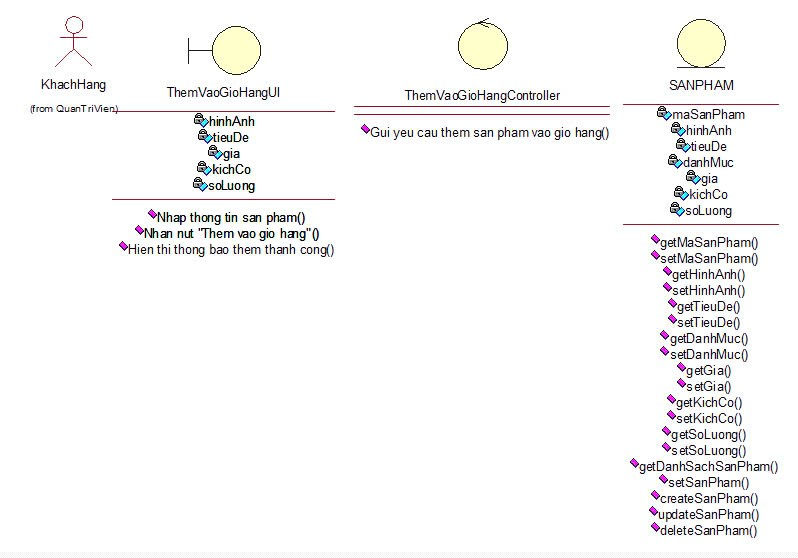 KhachHang
(from QuanTriVien)
ThemVaoGioHangUI
hinhAnh
tieuDe
gia
kichCo
soLuong
Nhap thong tin san pham()
Nhan nut "Them vao gio hang"()
Hien thi thong bao them thanh cong()
ThemVaoGioHangController
Gui yeu cau them san pham vao gio hang()
SANPHAM
maSanPham
hinhAnh
tieuDe
danhMuc
gia
kichCo
soLuong
getMaSanPham()
setMaSanPham()
getHinhAnh()
setHinhAnh()
getTieuDe()
setTieuDe()
getDanhMuc()
setDanhMuc()
getGia()
setGia()
getKichCo()
setKichCo()
getSoLuong()
setSoLuong()
getDanhSachSanPham()
setSanPham()
createSanPham()
updateSanPham()
deleteSanPham()